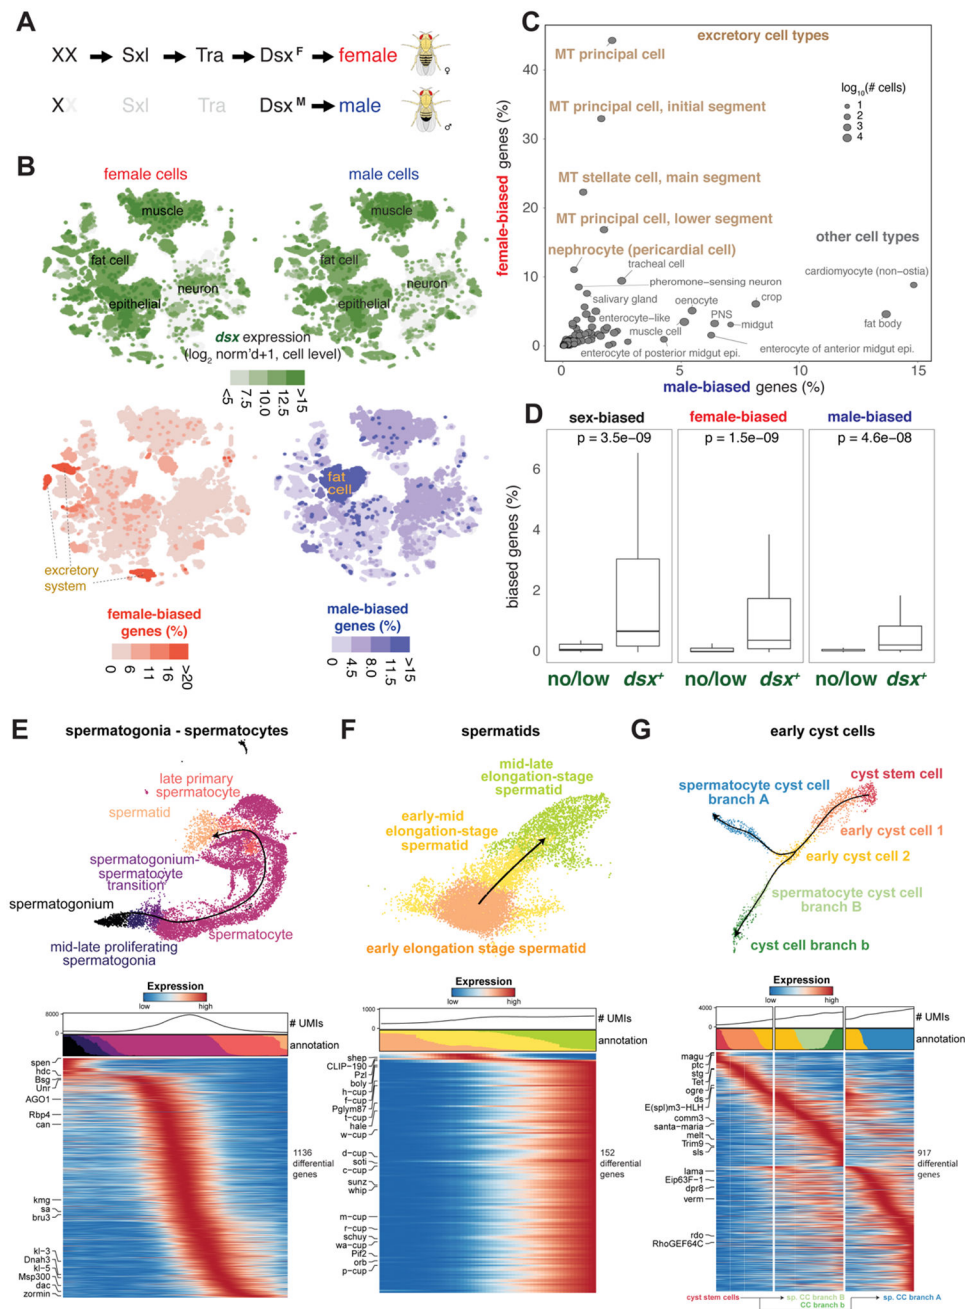 A
XX Sxl Tra Dsx F female
♀
XX Sxl Tra Dsx M male
♂
B
female cells
male cells
muscle
muscle
fat cell
fat cell
neuron
neuron
epithelial
epithelial
dsx expression
(log2 norm'd+1, cell level)
<5
7.5
10.0
12.5
>15
fat
cell
excretory
system
female-biased
genes (%)
0
6
11
16
>20
male-biased
genes (%)
0
4.5
8.0
11.5
>15
C
excretory cell types
MT principal cell
log10(# cells)
1
2
3
4
MT principal cell, initial segment
MT stellate cell, main segment
MT principal cell, lower segment
other cell types
nephrocyte (pericardial cell)
tracheal cell
cardiomyocyte (non-ostia)
pheromone-sensing neuron
salivary gland
oenocyte
crop
enterocyte-like
PNS
midgut
muscle cell
fat body
enterocyte of posterior midgut epi.
enterocyte of anterior midgut epi.
female-biased genes (%)
40
30
20
10
0
0
5
10
15
male-biased genes (%)
D
sex-biased
female-biased
male-biased
p = 3.5e−09
p = 1.5e−09
p = 4.6e−08
biased genes (%)
6
4
2
0
no/low dsx+
no/low dsx+
no/low dsx+
E
spermatogonia - spermatocytes
late primary
spermatocyte
spermatid
spermatogonium-
spermatocyte
transition
spermatogonium
spermatocyte
mid-late proliferating
spermatogonia
Expression
low
high
8000
0
# UMIs
annotation
spen
hdc
Bsg
Unr
AGO1
Rbp4
can
kmg
sa
bru3
kl-3
Dnah3
kl-5
Msp300
dac
zormin
1136
differential
genes
F
spermatids
mid-late
elongation-stage
spermatid
early-mid
elongation-stage
spermatid
early elongation stage spermatid
Expression
low
high
1000
0
# UMIs
annotation
shep
CLIP-190
Pzl
boly
h-cup
f-cup
Pglym87
t-cup
hale
w-cup
d-cup
soti
c-cup
sunz
whip
m-cup
r-cup
schuy
wa-cup
Pif2
orb
p-cup
152
differential
genes
G
early cyst cells
cyst stem cell
spermatocyte cyst cell
branch A
early cyst cell 1
early cyst cell 2
spermatocyte cyst cell
branch B
cyst cell branch b
Expression
low
high
4000
0
# UMIs
annotation
magu
ptc
stg
Tet
ogre
ds
E(spl)m3-HLH
comm3
santa-maria
melt
Trim9
sls
lama
Eip63F-1
dpr8
verm
rdo
RhoGEF64C
917
differential
genes
cyst stem cells
sp. CC branch B
CC branch b
sp. CC branch A